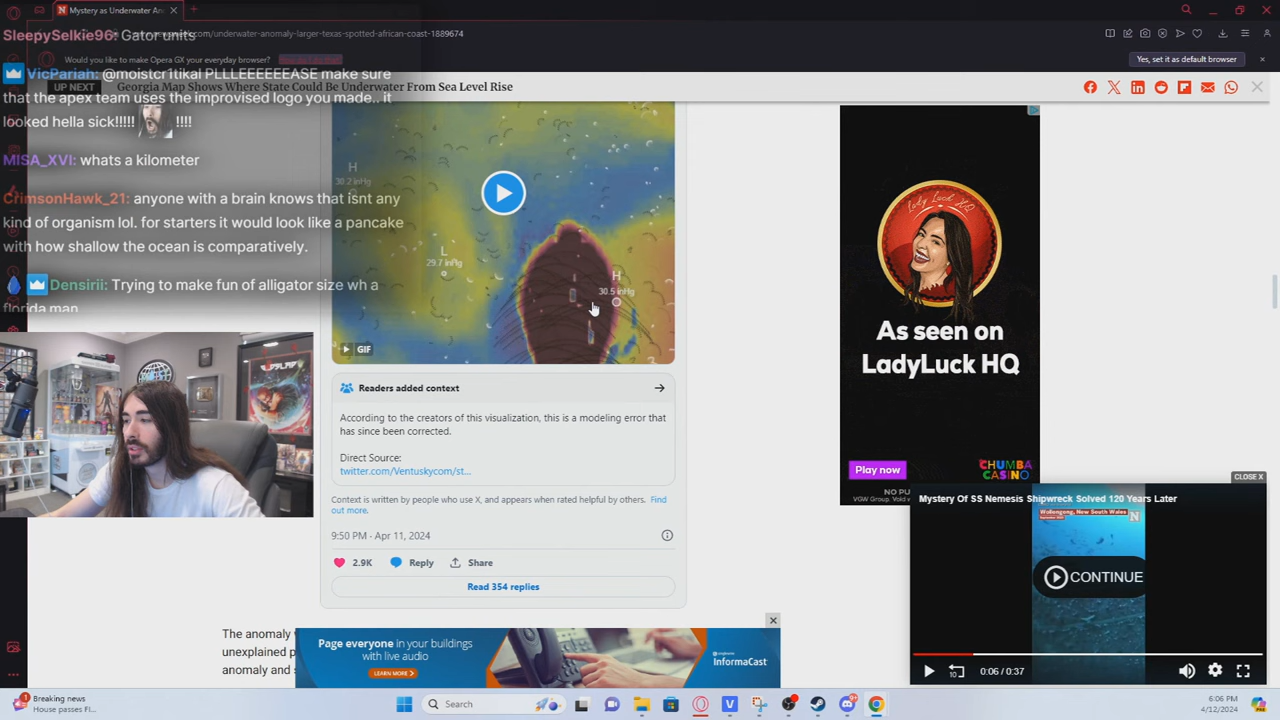 Mystery as Underwater An
SleepySelkie96: Gator units
com/underwater-anomaly-larger-texas-spotted-african-coast-1889674
Would you like to make Opera GX your everyday browser?
Yes, set it as default browser
VicPariah: @moistcr1tikal PLLLEEEEEEASE make sure
that the apex team uses the improvised logo you made.. it
looked hella sick!!!!! !!!!
UP NEXT
Georgia Map Shows Where State Could Be Underwater From Sea Level Rise
MISA_XVI: whats a kilometer
CrimsonHawk_21: anyone with a brain knows that isnt any
kind of organism lol. for starters it would look like a pancake
with how shallow the ocean is comparatively.
Densirii: Trying to make fun of alligator size wh a
florida man
H
30.2 inHg
L
29.7 inHg
H
30.5 inHg
GIF
Readers added context
According to the creators of this visualization, this is a modeling error that
has since been corrected.
Direct Source:
twitter.com/Ventuskycom/st...
Context is written by people who use X, and appears when rated helpful by others. Find
out more.
9:50 PM · Apr 11, 2024
2.9K
Reply
Share
Read 354 replies
The anomaly
unexplained p
anomaly and s
Page everyone in your buildings
with live audio
LEARN MORE
InformaCast
Lady Luck HQ
As seen on
LadyLuck HQ
Play now
CHUMBA
CASINO
NO PU
VGW Group. Void
CLOSE X
Mystery Of SS Nemesis Shipwreck Solved 120 Years Later
Wollongong, New South Wales
N
CONTINUE
10
0:06 / 0:37
Breaking news
House passes FI...
Search
6:06 PM
4/12/2024